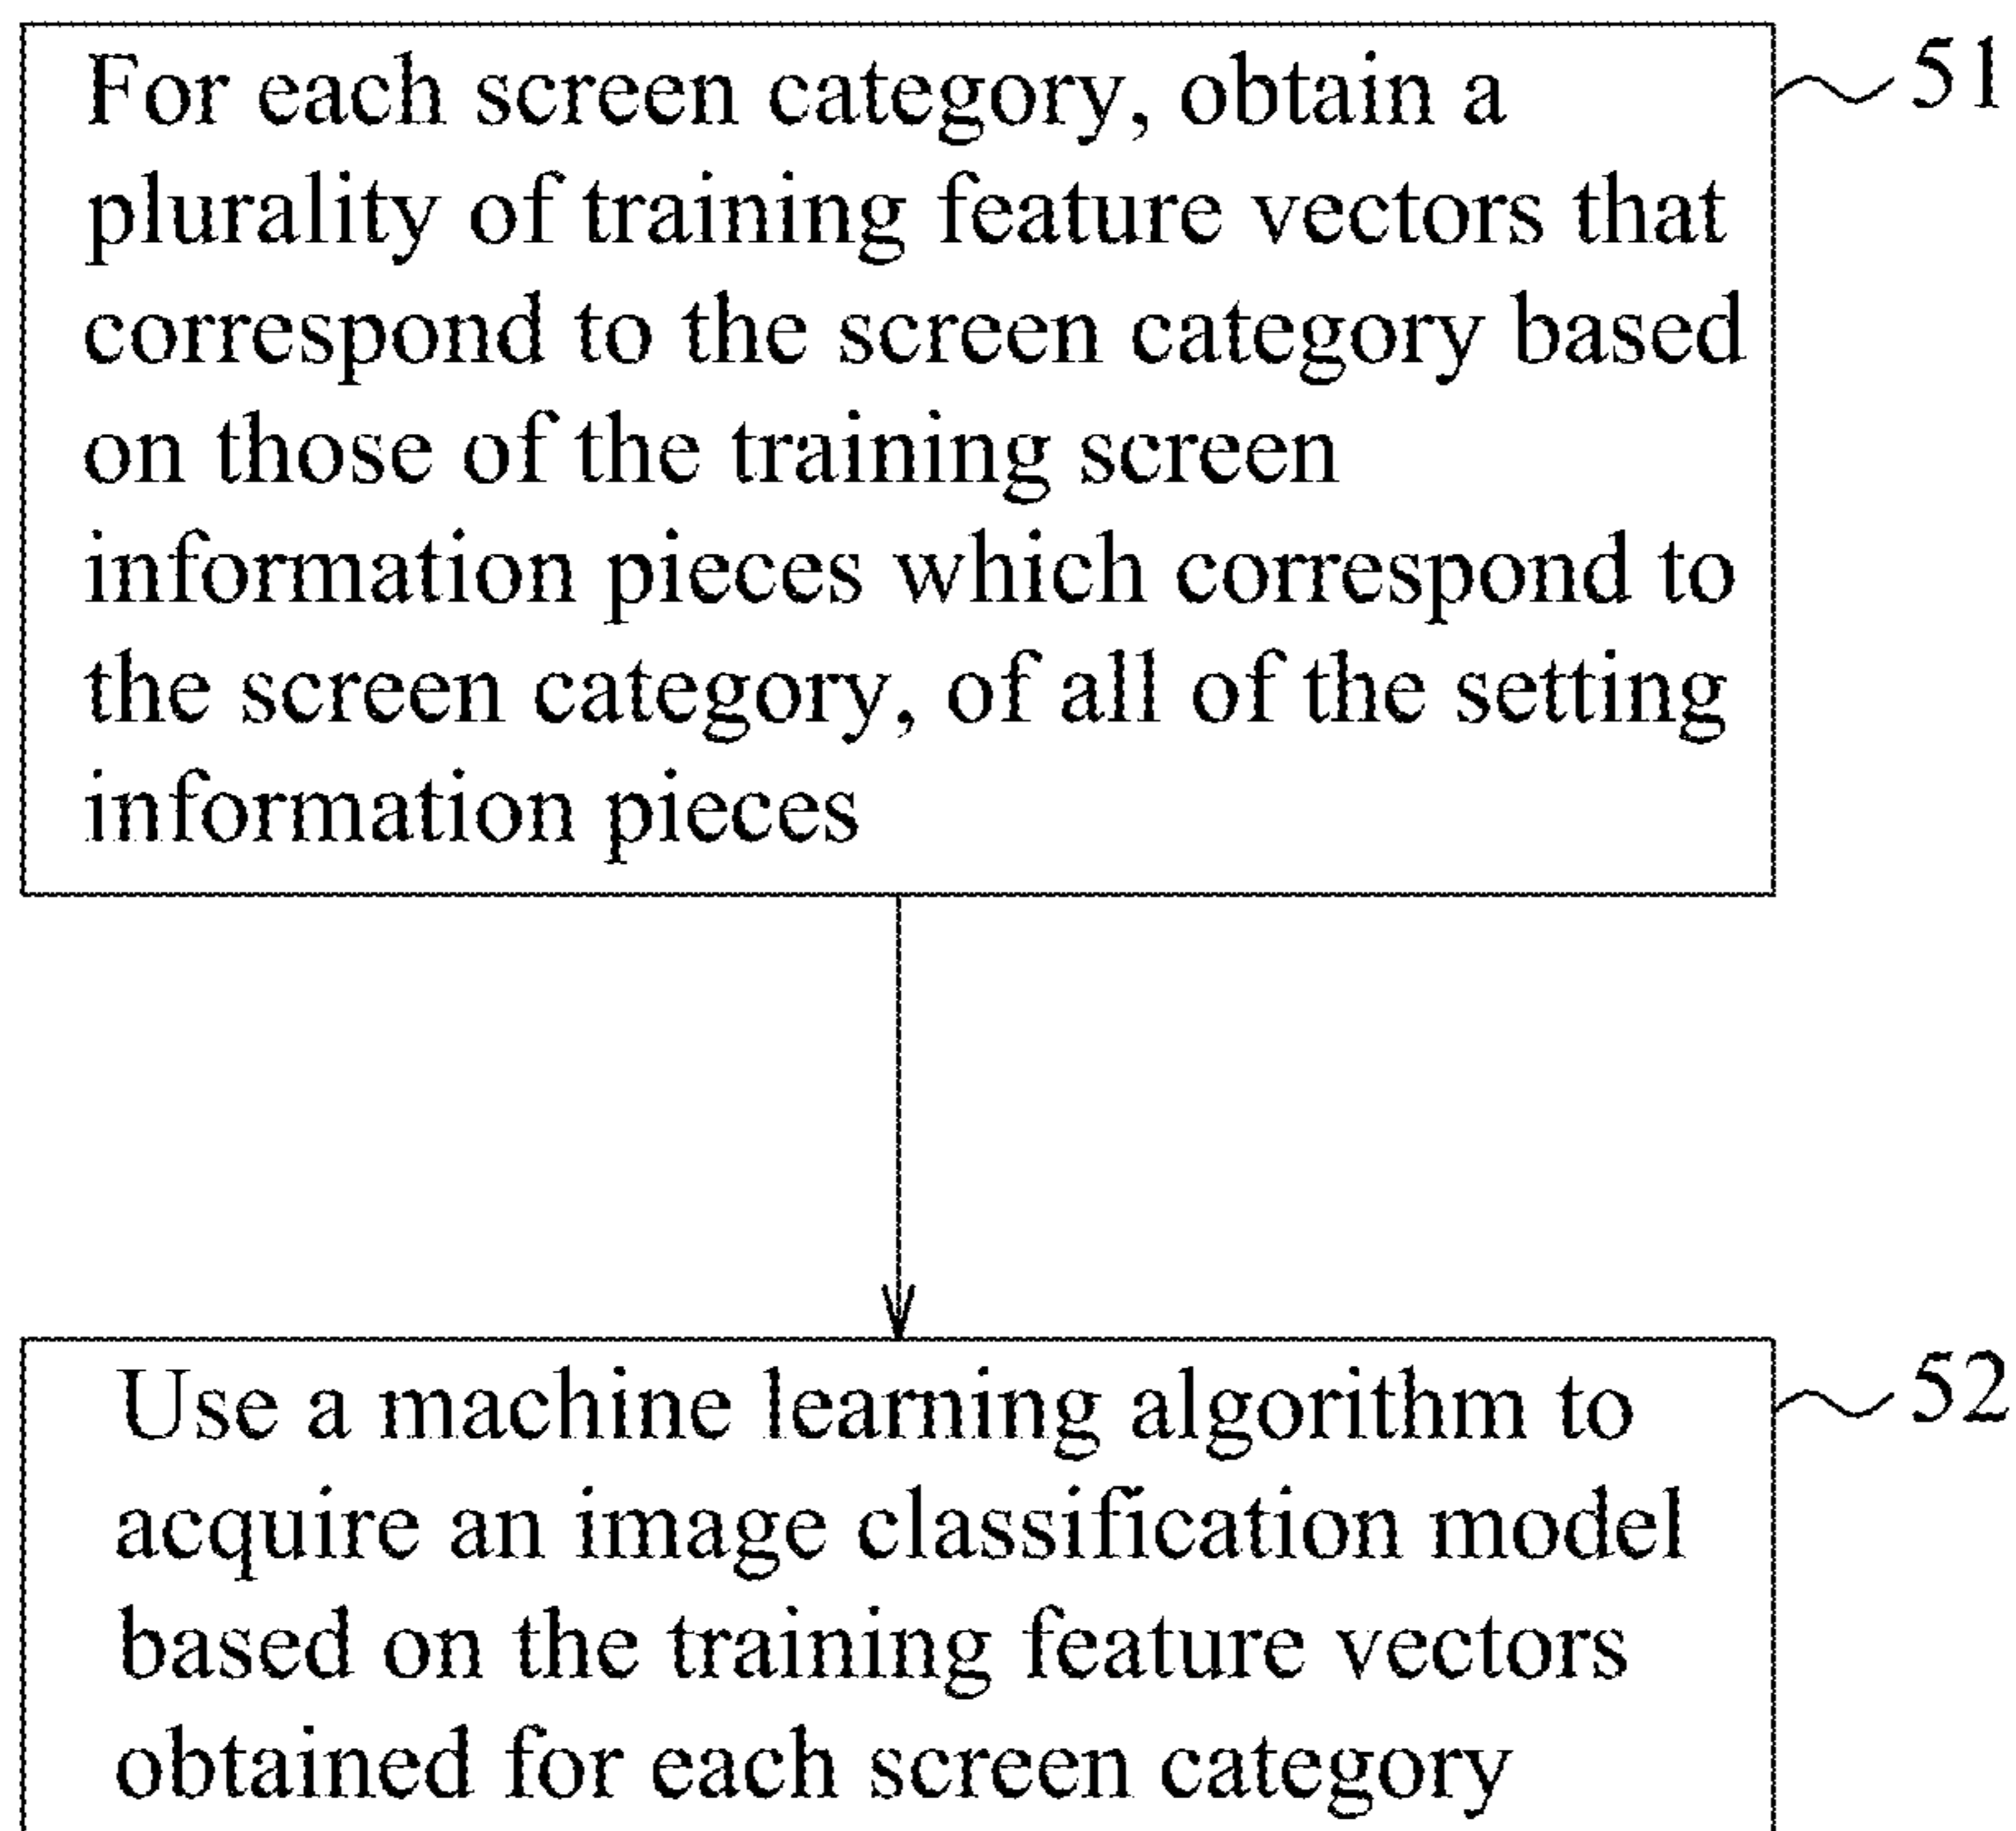 For each screen category, obtain a
51
plurality of training feature vectors that
correspond to the screen category based
on those of the training screen
information pieces which correspond to
the screen category, of all of the setting
information pieces
Use a machine learning algorithm to
52
acquire an image classification model
based on the training feature vectors
obtained for each screen category